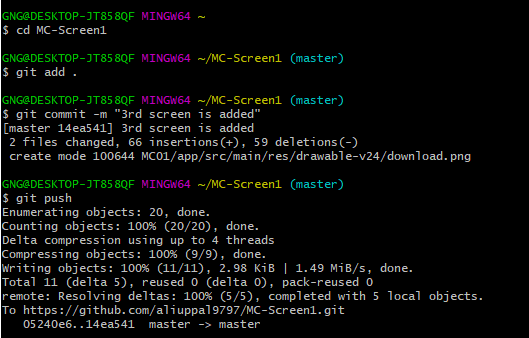 GNG@DESKTOP-JT858QF MINGW64 ~
$ cd MC-Screen1
GNG@DESKTOP-JT858QF MINGW64 ~/MC-Screen1 (master)
$ git add .
GNG@DESKTOP-JT858QF MINGW64 ~/MC-Screen1 (master)
$ git commit -m "3rd screen is added"
[master 14ea541] 3rd screen is added
 2 files changed, 66 insertions(+), 59 deletions(-)
 create mode 100644 MC01/app/src/main/res/drawable-v24/download.png
GNG@DESKTOP-JT858QF MINGW64 ~/MC-Screen1 (master)
$ git push
Enumerating objects: 20, done.
Counting objects: 100% (20/20), done.
Delta compression using up to 4 threads
Compressing objects: 100% (9/9), done.
Writing objects: 100% (11/11), 2.98 KiB | 1.49 MiB/s, done.
Total 11 (delta 5), reused 0 (delta 0), pack-reused 0
remote: Resolving deltas: 100% (5/5), completed with 5 local objects.
To https://github.com/aliuppal9797/MC-Screen1.git
   05240e6..14ea541  master -> master